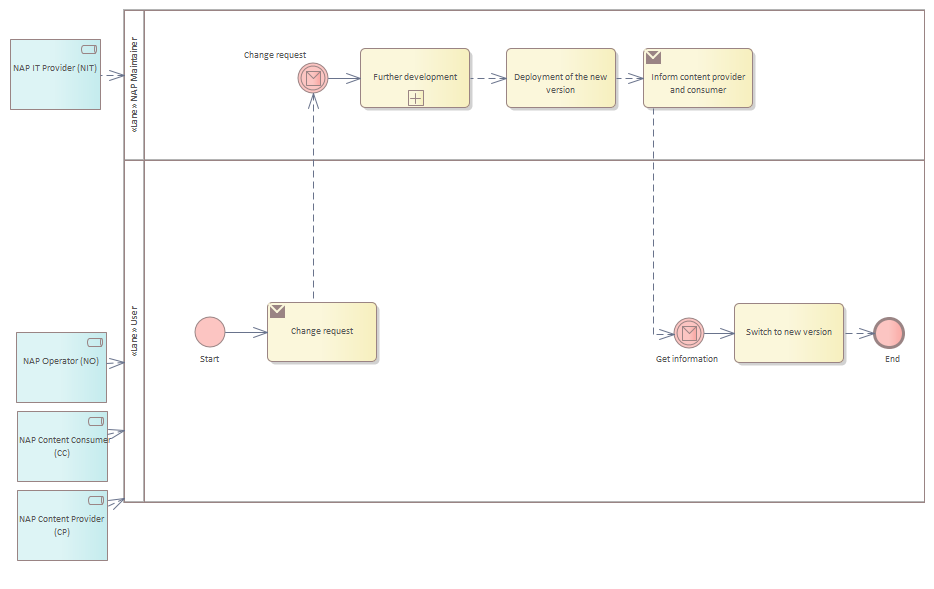 NAP IT Provider (NIT)
«Lane» NAP Maintainer
Change request
Further development
Deployment of the new
version
Inform content provider
and consumer
«Lane» User
Start
Change request
Get information
Switch to new version
End
NAP Operator (NO)
NAP Content Consumer
(CC)
NAP Content Provider
(CP)